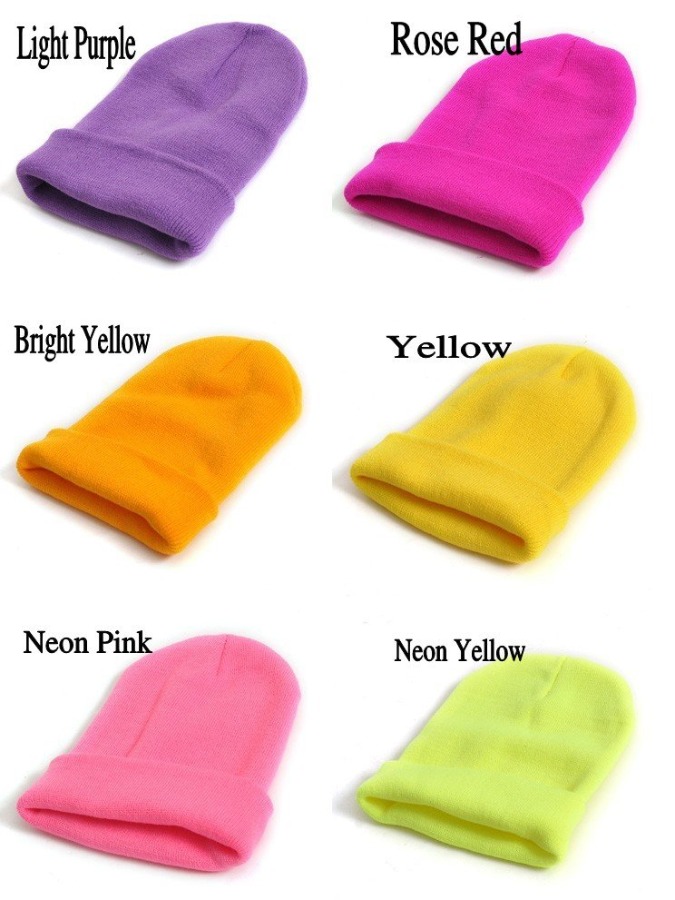 Light Purple
Rose Red
Bright Yellow
Yellow
Neon Pink
Neon Yellow